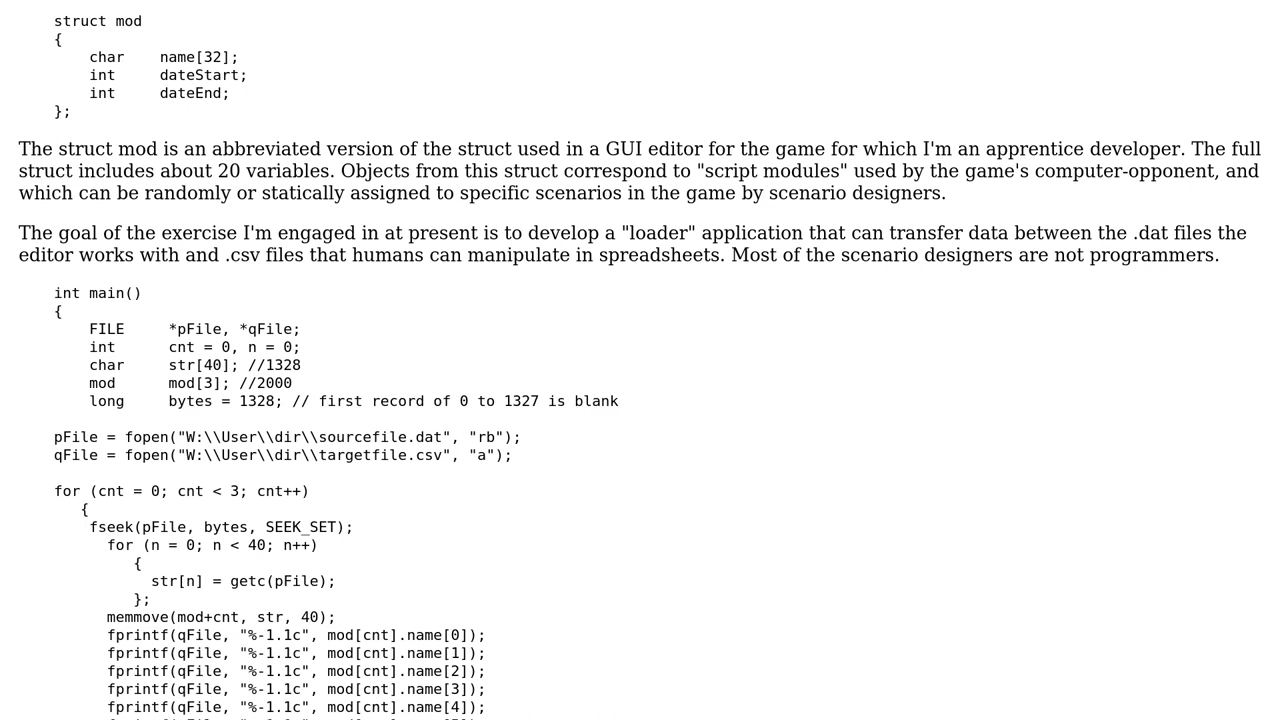 struct mod
{
char    name[32];
int     dateStart;
int     dateEnd;
};
The struct mod is an abbreviated version of the struct used in a GUI editor for the game for which I'm an apprentice developer. The full
struct includes about 20 variables. Objects from this struct correspond to "script modules" used by the game's computer-opponent, and
which can be randomly or statically assigned to specific scenarios in the game by scenario designers.
The goal of the exercise I'm engaged in at present is to develop a "loader" application that can transfer data between the .dat files the
editor works with and .csv files that humans can manipulate in spreadsheets. Most of the scenario designers are not programmers.
int main()
{
FILE     *pFile, *qFile;
int      cnt = 0, n = 0;
char     str[40]; //1328
mod      mod[3]; //2000
long     bytes = 1328; // first record of 0 to 1327 is blank
pFile = fopen("W:\\User\\dir\\sourcefile.dat", "rb");
qFile = fopen("W:\\User\\dir\\targetfile.csv", "a");
for (cnt = 0; cnt < 3; cnt++)
{
fseek(pFile, bytes, SEEK_SET);
for (n = 0; n < 40; n++)
{
str[n] = getc(pFile);
};
memmove(mod+cnt, str, 40);
fprintf(qFile, "%-1.1c", mod[cnt].name[0]);
fprintf(qFile, "%-1.1c", mod[cnt].name[1]);
fprintf(qFile, "%-1.1c", mod[cnt].name[2]);
fprintf(qFile, "%-1.1c", mod[cnt].name[3]);
fprintf(qFile, "%-1.1c", mod[cnt].name[4]);